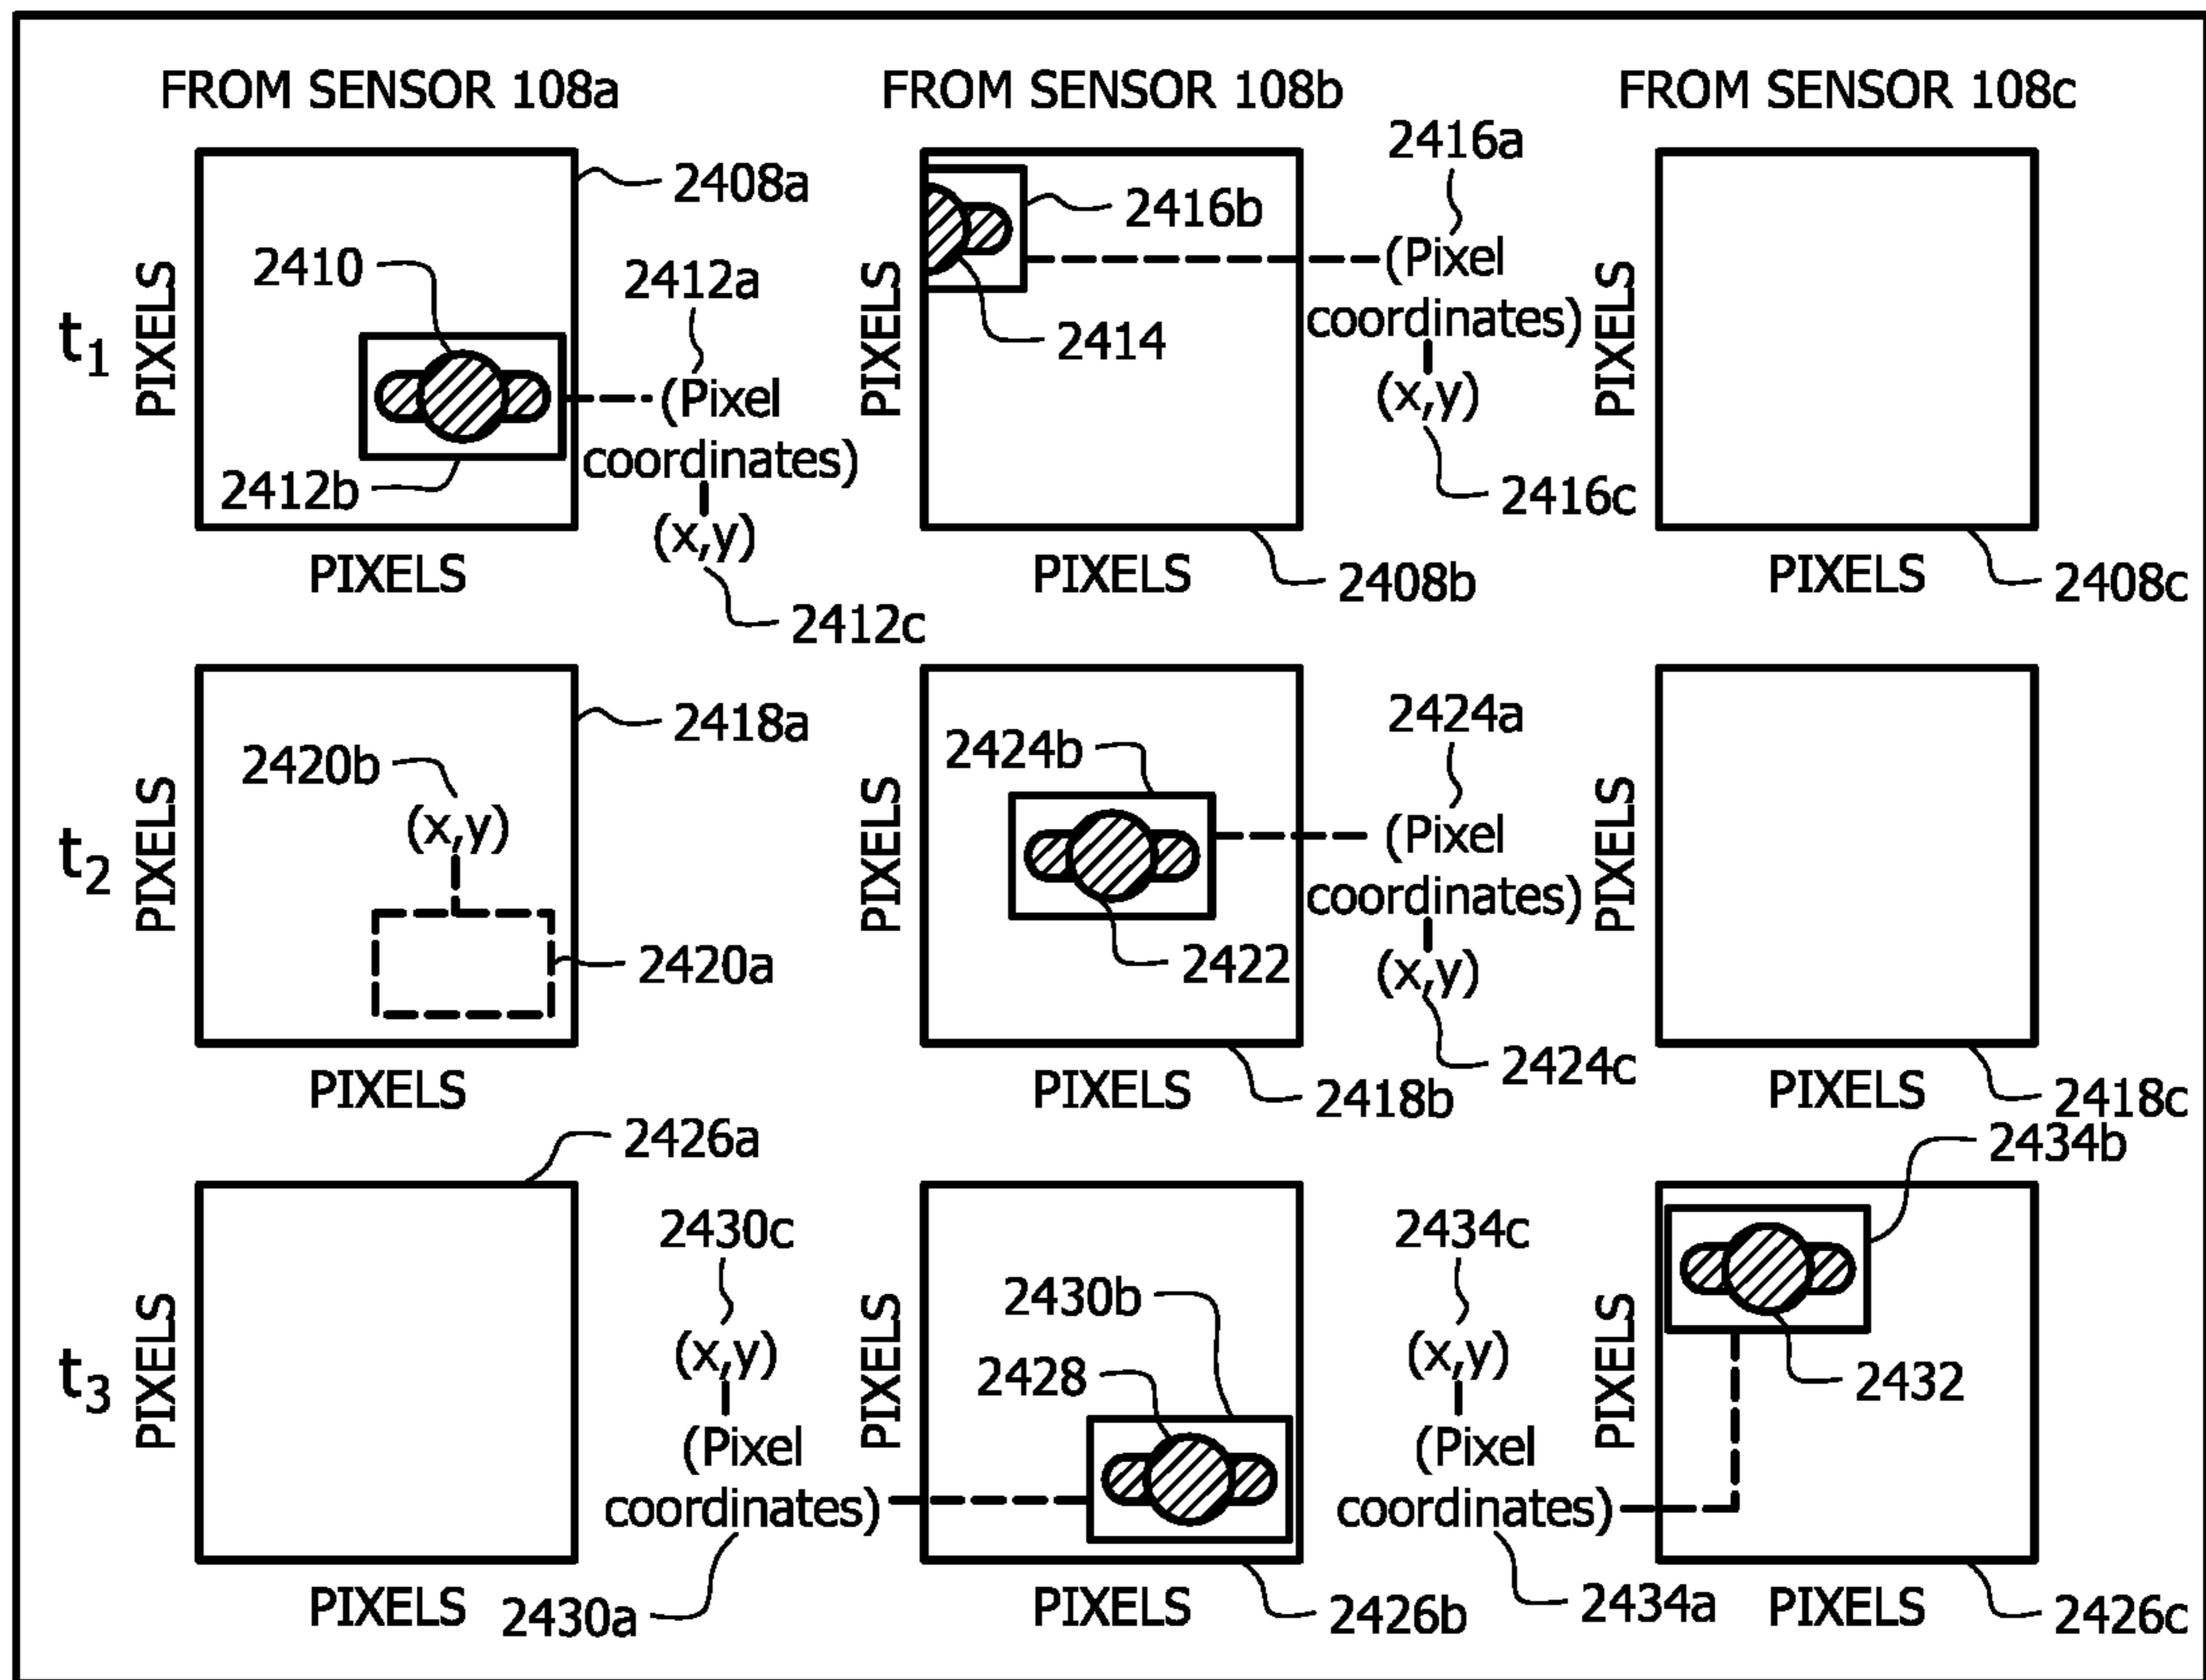 FROM SENSOR 108a
FROM SENSOR 108b
FROM SENSOR 108c
t1
PIXELS
2408a
2410
2412a
(Pixel
coordinates)
(x,y)
2412b
2412c
PIXELS
PIXELS
2416b
2414
2416a
(Pixel
coordinates)
(x,y)
2416c
PIXELS
2408b
PIXELS
PIXELS
2408c
t2
PIXELS
2418a
2420b
(x,y)
2420a
PIXELS
PIXELS
2424b
2422
2424a
(Pixel
coordinates)
(x,y)
2424c
PIXELS
2418b
PIXELS
PIXELS
2418c
t3
PIXELS
2426a
PIXELS
2430c
(x,y)
(Pixel
coordinates)
2430a
PIXELS
2430b
2428
PIXELS
2426b
2434c
(x,y)
(Pixel
coordinates)
2434a
PIXELS
2434b
2432
PIXELS
2426c